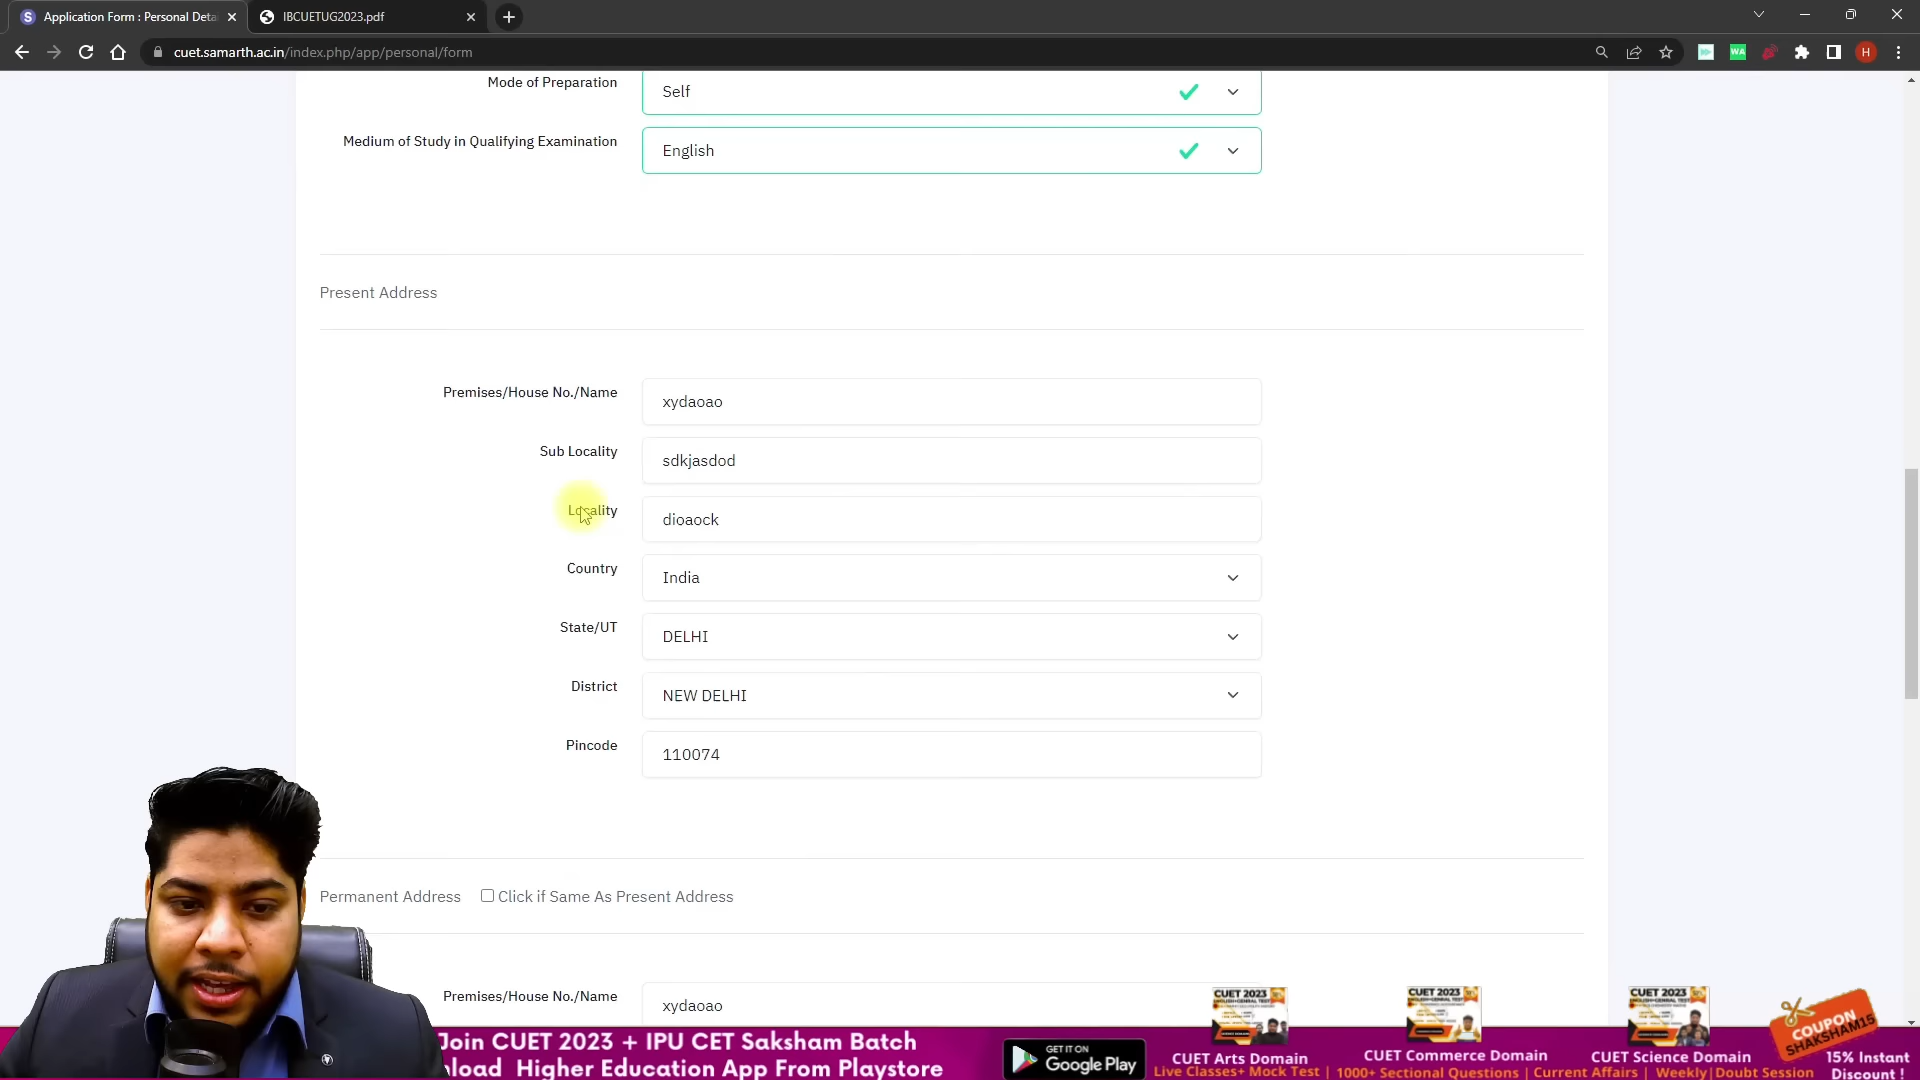 Application Form : Personal Deta
IBCUETUG2023.pdf
cuet.samarth.ac.in/index.php/app/personal/form
WA
H
Mode of Preparation
Self
Medium of Study in Qualifying Examination
English
Present Address
Premises/House No./Name
xydaoao
Sub Locality
sdkjasdod
Locality
dioaock
Country
India
State/UT
DELHI
District
NEW DELHI
Pincode
110074
Permanent Address
Click if Same As Present Address
Premises/House No./Name
xydaoao
Join CUET 2023 + IPU CET Saksham Batch
nload Higher Education App From Playstore
GET IT ON
Google Play
CUET 2023
CUET Arts Domain
CUET 2023
CUET Commerce Domain
CUET 2023
CUET Science Domain
COUPON
SHAKSHAM15
15% Instant
Discount !
Live Classes+ Mock Test | 1000+ Sectional Questions | Current Affairs | Weekly|Doubt Session